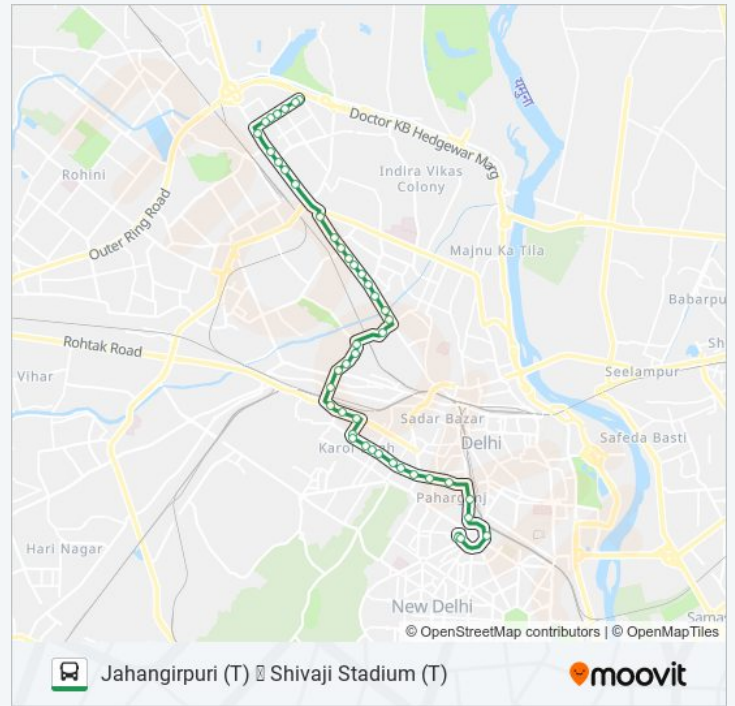 यमुना
Doctor KB Hedgewar Marg
Rohini
Indira Vikas
Colony
Outer Ring Road
Majnu Ka Tila
Babarpu
Rohtak Road
Sh
Vihar
Seelampur
Sadar Bazar
Safeda Basti
Karol Bagh
Delhi
Paharganj
Hari Nagar
New Delhi
Samas
© OpenStreetMap contributors | © OpenMapTiles
Jahangirpuri (T) Shivaji Stadium (T)
moovit